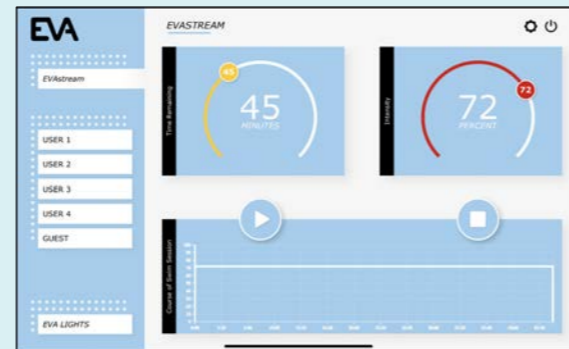 EVA
EVAstream
USER 1
USER 2
USER 3
USER 4
GUEST
EVA LIGHTS
EVASTREAM
Time Remaining
45
45
MINUTES
Intensity
72
72
PERCENT
Course of Swim Session